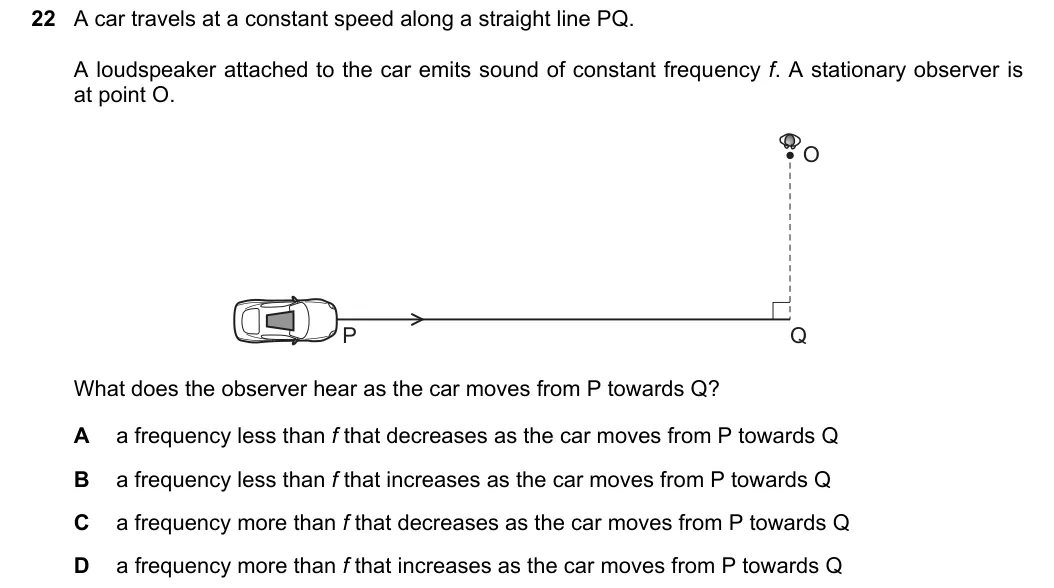 22 A car travels at a constant speed along a straight line PQ.
A loudspeaker attached to the car emits sound of constant frequency f. A stationary observer is
at point O.
O
P
Q
What does the observer hear as the car moves from P towards Q?
A a frequency less than f that decreases as the car moves from P towards Q
B a frequency less than f that increases as the car moves from P towards Q
C a frequency more than f that decreases as the car moves from P towards Q
D a frequency more than f that increases as the car moves from P towards Q